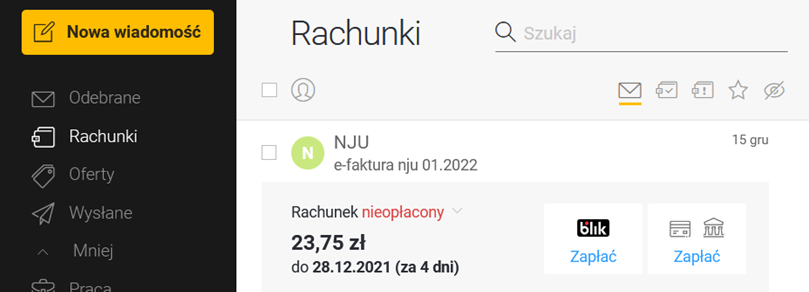 Nowa wiadomość
Odebrane
Rachunki
Oferty
Wysłane
Mniej
Praca
Rachunki
Szukaj
N
NJU
15 gru
e-faktura nju 01.2022
Rachunek nieopłacony
23,75 zł
do 28.12.2021 (za 4 dni)
blik
Zapłać
Zapłać